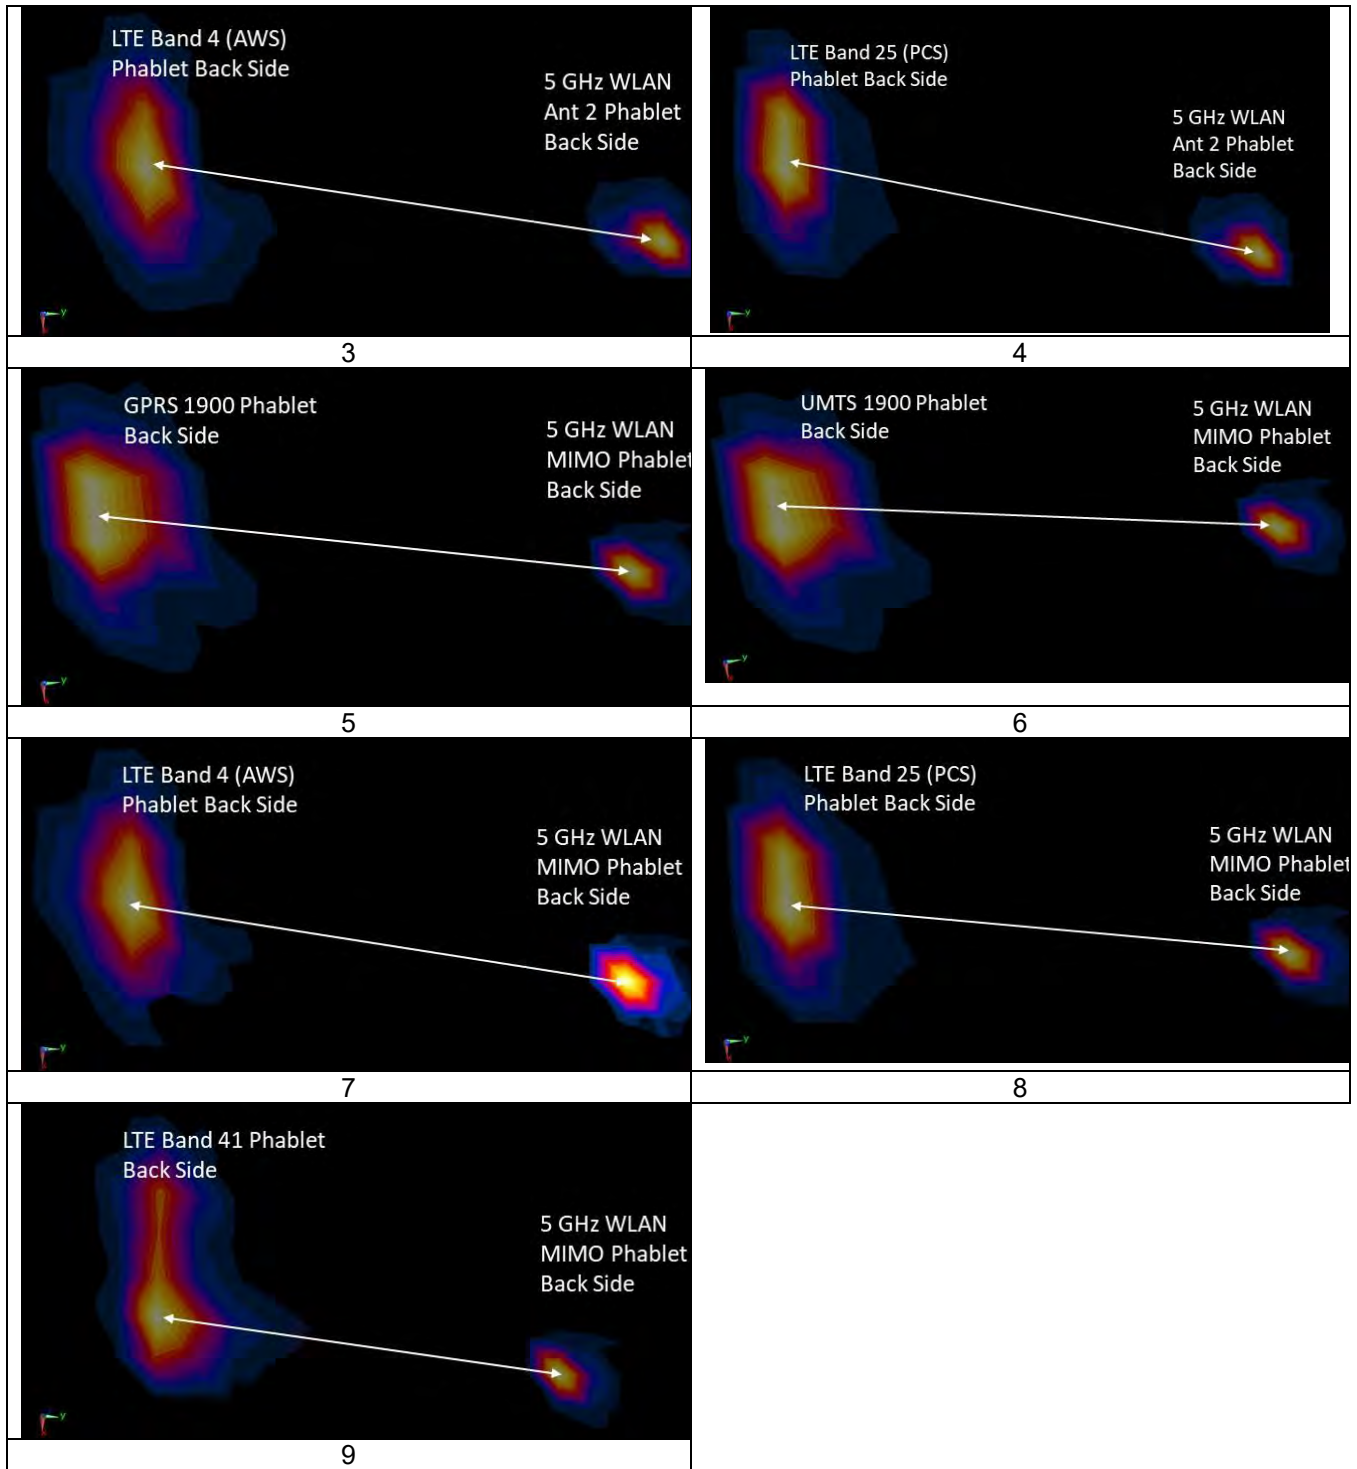 LTE Band 4 (AWS)
Phablet Back Side
5 GHz WLAN
Ant 2 Phablet
Back Side
y
3
LTE Band 25 (PCS)
Phablet Back Side
5 GHz WLAN
Ant 2 Phablet
Back Side
y
4
GPRS 1900 Phablet
Back Side
5 GHz WLAN
MIMO Phablet
Back Side
y
5
UMTS 1900 Phablet
Back Side
5 GHz WLAN
MIMO Phablet
Back Side
y
6
LTE Band 4 (AWS)
Phablet Back Side
5 GHz WLAN
MIMO Phablet
Back Side
y
7
LTE Band 25 (PCS)
Phablet Back Side
5 GHz WLAN
MIMO Phablet
Back Side
y
8
LTE Band 41 Phablet
Back Side
5 GHz WLAN
MIMO Phablet
Back Side
y
9